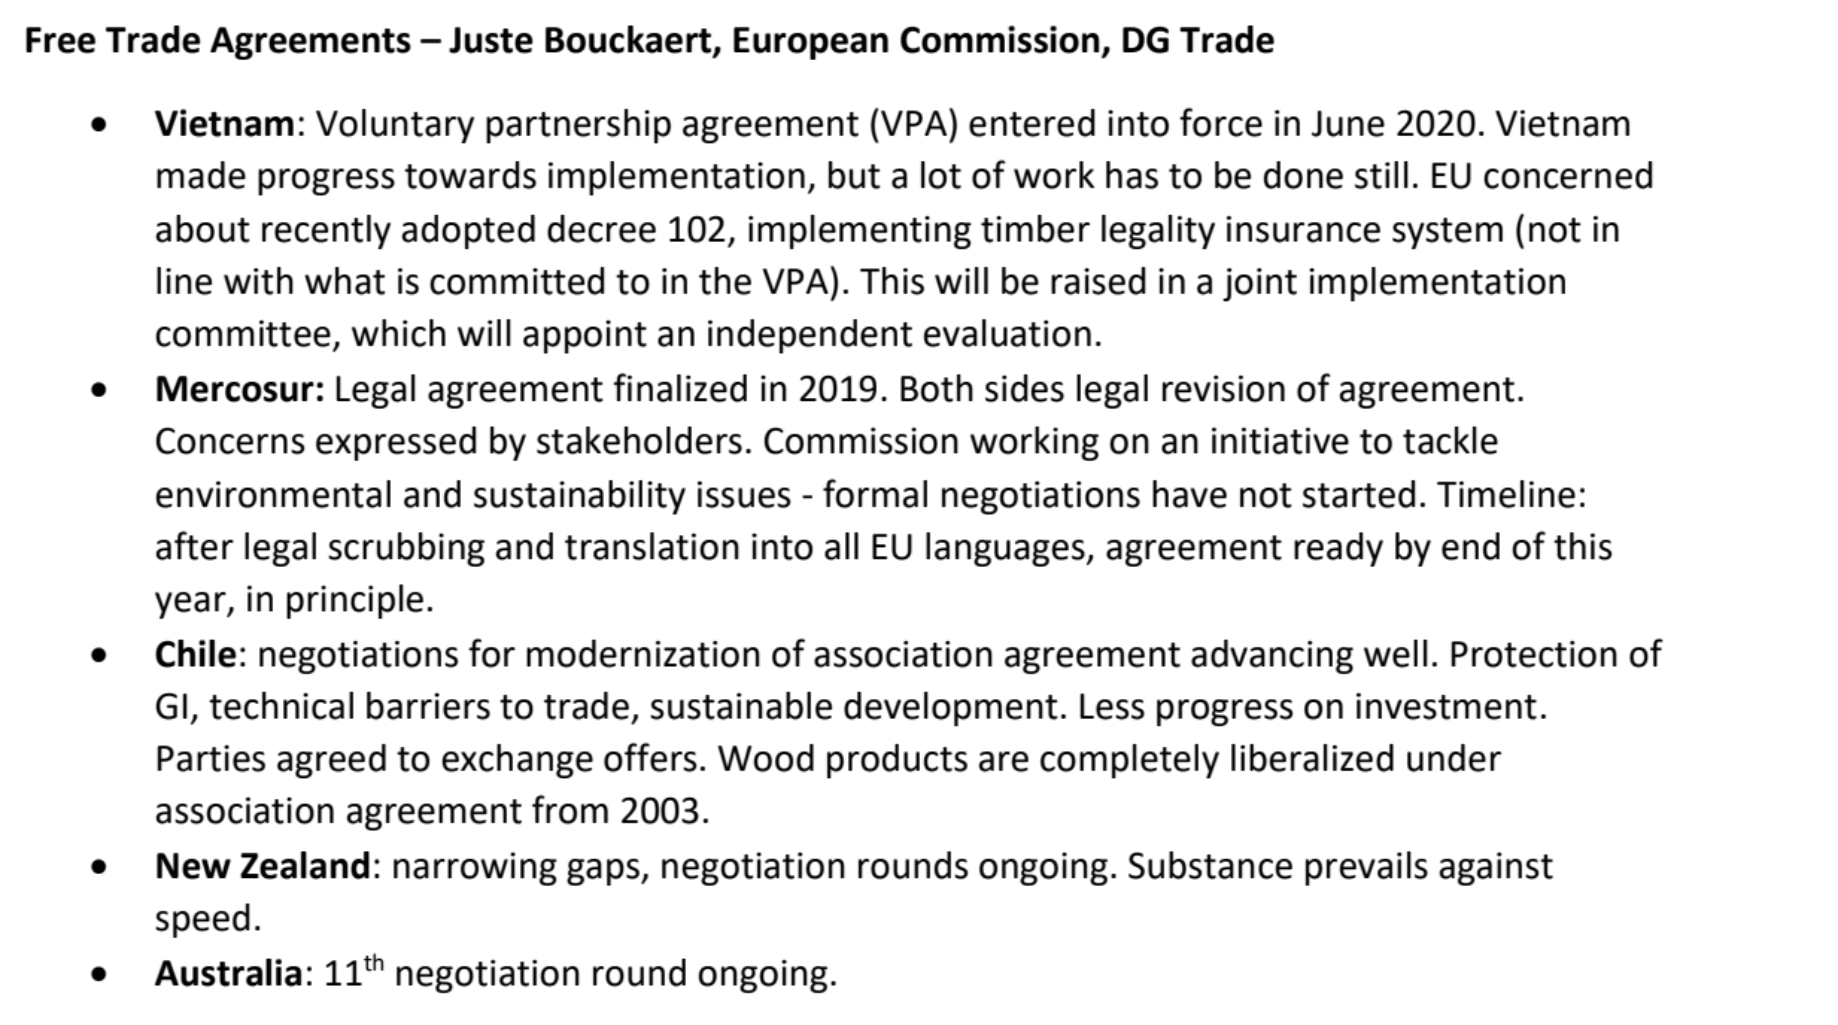 Free Trade Agreements – Juste Bouckaert, European Commission, DG Trade
• Vietnam: Voluntary partnership agreement (VPA) entered into force in June 2020. Vietnam
made progress towards implementation, but a lot of work has to be done still. EU concerned
about recently adopted decree 102, implementing timber legality insurance system (not in
line with what is committed to in the VPA). This will be raised in a joint implementation
committee, which will appoint an independent evaluation.
• Mercosur: Legal agreement finalized in 2019. Both sides legal revision of agreement.
Concerns expressed by stakeholders. Commission working on an initiative to tackle
environmental and sustainability issues - formal negotiations have not started. Timeline:
after legal scrubbing and translation into all EU languages, agreement ready by end of this
year, in principle.
• Chile: negotiations for modernization of association agreement advancing well. Protection of
GI, technical barriers to trade, sustainable development. Less progress on investment.
Parties agreed to exchange offers. Wood products are completely liberalized under
association agreement from 2003.
• New Zealand: narrowing gaps, negotiation rounds ongoing. Substance prevails against
speed.
• Australia: 11th negotiation round ongoing.